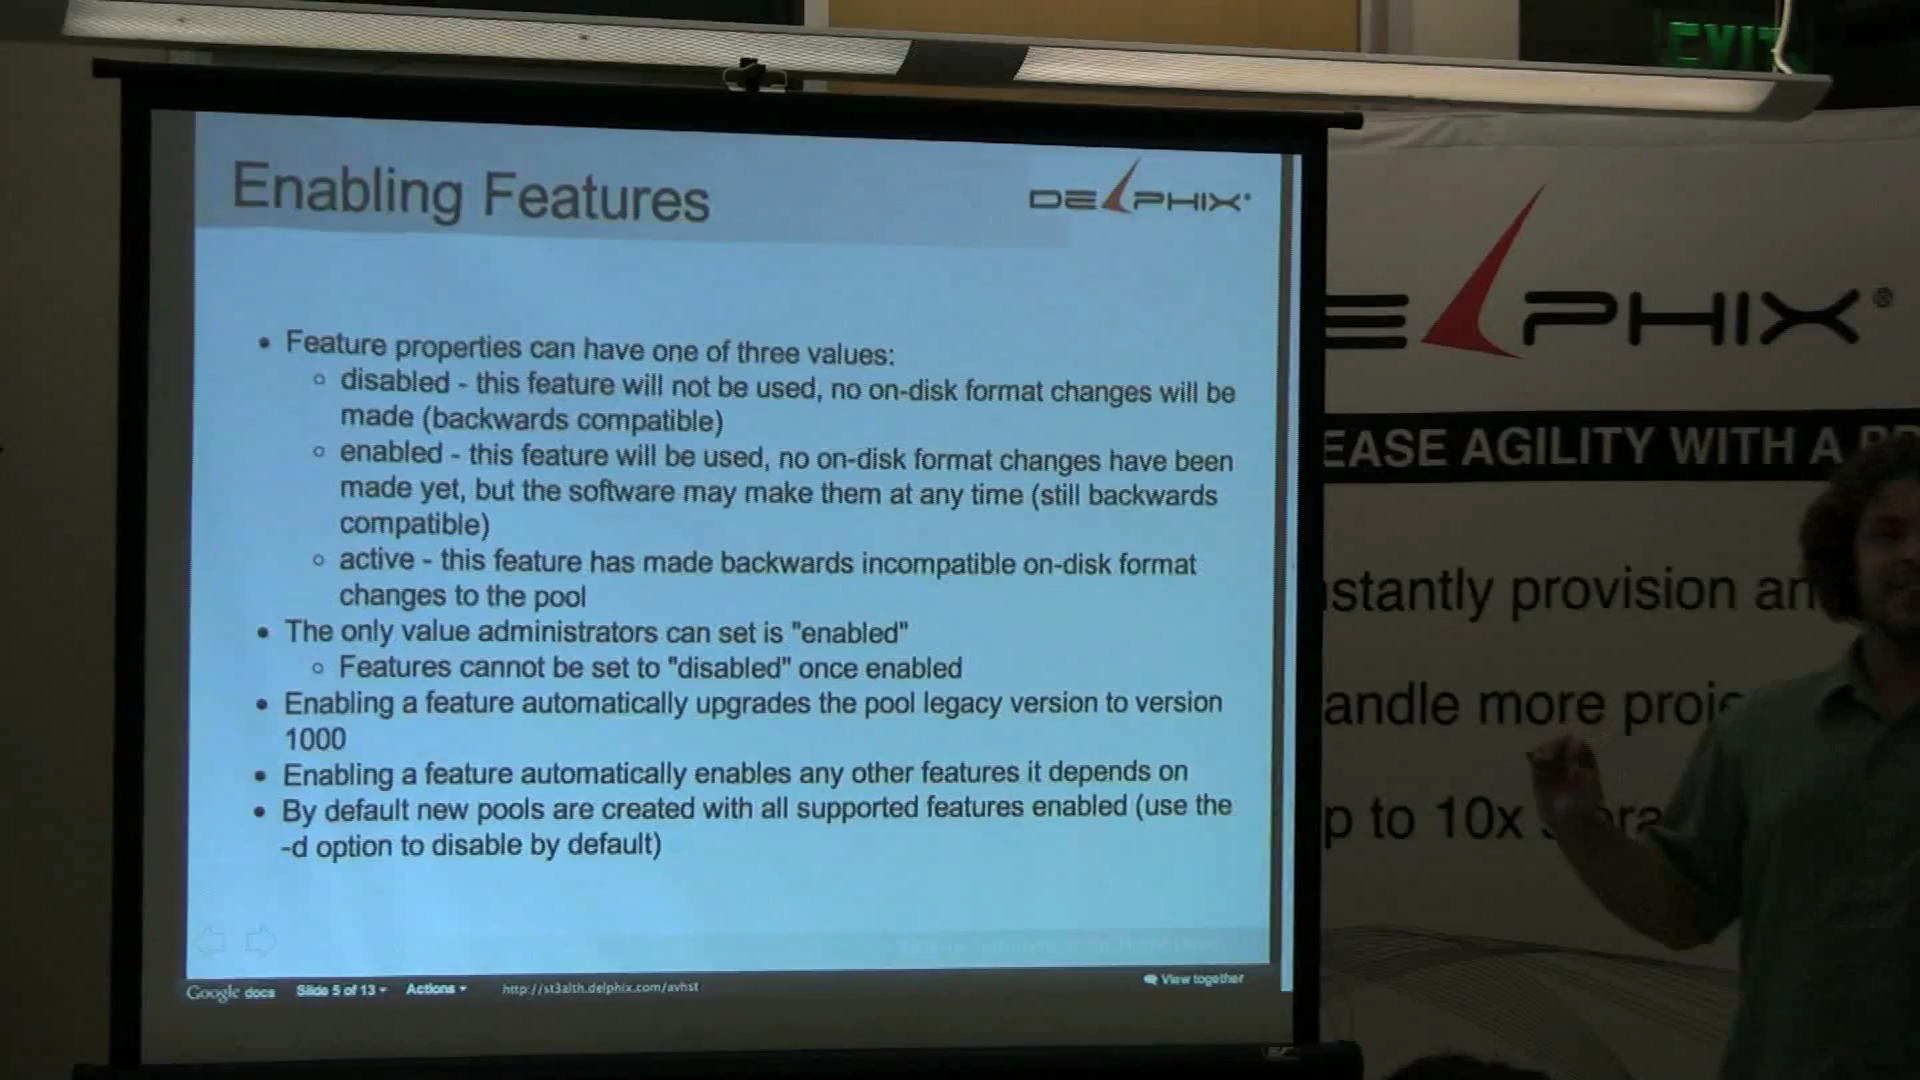 EXIT
Enabling Features
DELPHIX
• Feature properties can have one of three values:
○ disabled - this feature will not be used, no on-disk format changes will be
made (backwards compatible)
○ enabled - this feature will be used, no on-disk format changes have been
made yet, but the software may make them at any time (still backwards
compatible)
○ active - this feature has made backwards incompatible on-disk format
changes to the pool
• The only value administrators can set is "enabled"
○ Features cannot be set to "disabled" once enabled
• Enabling a feature automatically upgrades the pool legacy version to version
1000
• Enabling a feature automatically enables any other features it depends on
• By default new pools are created with all supported features enabled (use the
-d option to disable by default)
Google docs Slide 5 of 13 Actions http://st3alth.delphix.com/avhst View together
ELPHIX®
EASE AGILITY WITH A
stantly provision an
andle more proje
p to 10x